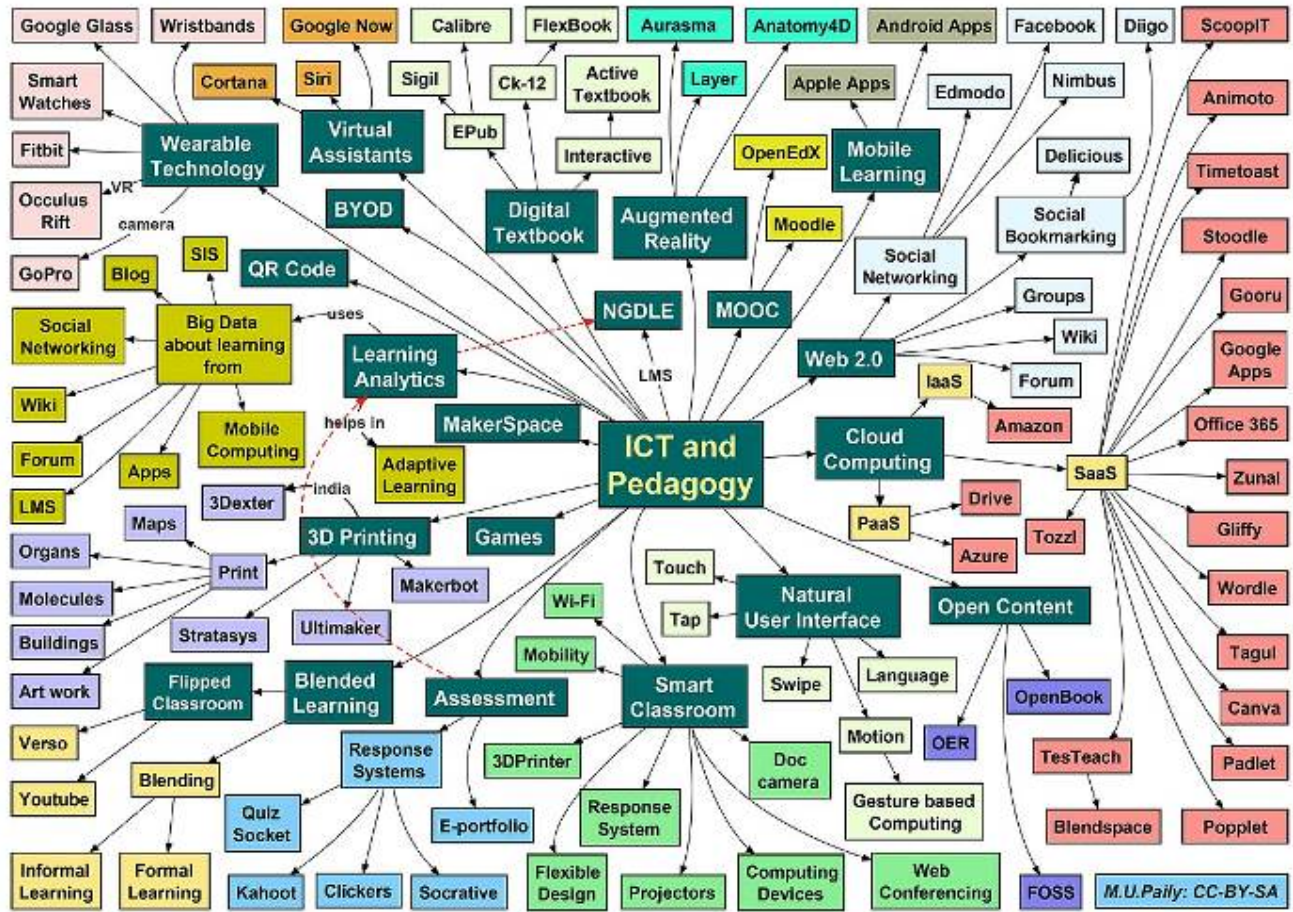 Google Glass
Wristbands
Google Now
Calibre
FlexBook
Aurasma
Anatomy4D
Android Apps
Facebook
Diigo
ScoopIT
Smart
Watches
Cortana
Siri
Sigil
Ck-12
Active
Textbook
Layer
Apple Apps
Edmodo
Nimbus
Animoto
Fitbit
Wearable
Technology
Virtual
Assistants
EPub
Interactive
OpenEdX
Mobile
Learning
Delicious
Timetoast
Occulus
Rift
VR
camera
BYOD
Digital
Textbook
Augmented
Reality
Moodle
Social
Networking
Social
Bookmarking
Stoodle
GoPro
Blog
SIS
QR Code
NGDLE
MOOC
Groups
Gooru
Social
Networking
Big Data
about learning
from
uses
Learning
Analytics
LMS
Web 2.0
Wiki
Forum
Google
Apps
Wiki
Mobile
Computing
helps in
MakerSpace
ICT and
Pedagogy
Cloud
Computing
IaaS
Amazon
Office 365
Forum
Apps
Adaptive
Learning
SaaS
Zunal
LMS
Maps
3Dexter
india
3D Printing
Games
PaaS
Drive
Azure
Tozzl
Gliffy
Organs
Print
Makerbot
Touch
Natural
User Interface
Open Content
Wordle
Molecules
Stratasys
Ultimaker
Wi-Fi
Tap
Buildings
Mobility
Swipe
Language
Tagul
Art work
Flipped
Classroom
Blended
Learning
Assessment
Smart
Classroom
OpenBook
Canva
Verso
Blending
Response
Systems
3DPrinter
Doc
camera
Motion
OER
TesTeach
Padlet
Youtube
Quiz
Socket
E-portfolio
Response
System
Gesture based
Computing
Blendspace
Popplet
Informal
Learning
Formal
Learning
Kahoot
Clickers
Socrative
Flexible
Design
Projectors
Computing
Devices
Web
Conferencing
FOSS
M.U.Paily: CC-BY-SA